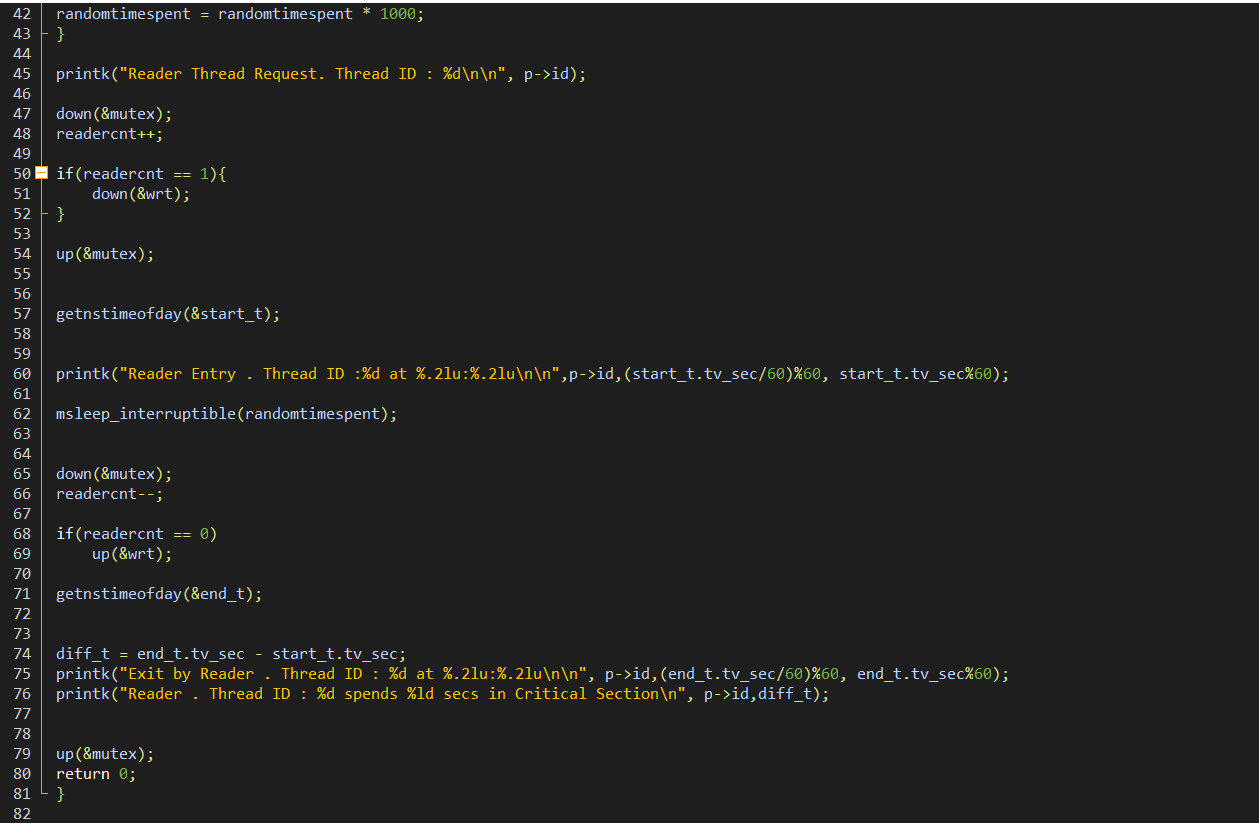 42 randomtimespent = randomtimespent * 1000;
43 }
44
45 printk("Reader Thread Request. Thread ID : %d\n\n", p->id);
46
47 down(&mutex);
48 readercnt++;
49
50 if(readercnt == 1){
51     down(&wrt);
52 }
53
54 up(&mutex);
55
56
57 getnstimeofday(&start_t);
58
59
60 printk("Reader Entry . Thread ID :%d at %.2lu:%.2lu\n\n",p->id,(start_t.tv_sec/60)%60, start_t.tv_sec%60);
61
62 msleep_interruptible(randomtimespent);
63
64
65 down(&mutex);
66 readercnt--;
67
68 if(readercnt == 0)
69     up(&wrt);
70
71 getnstimeofday(&end_t);
72
73
74 diff_t = end_t.tv_sec - start_t.tv_sec;
75 printk("Exit by Reader . Thread ID : %d at %.2lu:%.2lu\n\n", p->id,(end_t.tv_sec/60)%60, end_t.tv_sec%60);
76 printk("Reader . Thread ID : %d spends %ld secs in Critical Section\n", p->id,diff_t);
77
78
79 up(&mutex);
80 return 0;
81 }
82